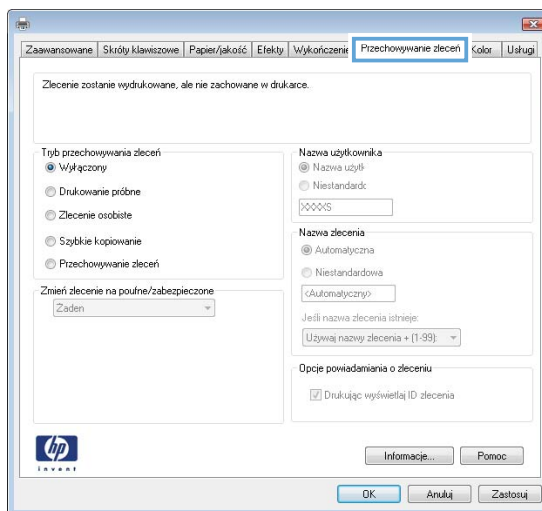 Zaawansowane Skróty klawiszowe Papier/jakość Efekty Wykończenie Przechowywanie zleceń Kolor Usługi
Zlecenie zostanie wydrukowane, ale nie zachowane w drukarce.
Tryb przechowywania zleceń
Wyłączony
Drukowanie próbne
Zlecenie osobiste
Szybkie kopiowanie
Przechowywanie zleceń
Zmień zlecenie na poufne/zabezpieczone
Żaden
Nazwa użytkownika
Nazwa użytk
Niestandardc
XXXXS
Nazwa zlecenia
Automatyczna
Niestandardowa
<Automatyczny>
Jeśli nazwa zlecenia istnieje:
Używaj nazwy zlecenia + (1-99):
Opcje powiadamiania o zleceniu
Drukując wyświetlaj ID zlecenia
hp
invent
Informacje... Pomoc
OK Anuluj Zastosuj